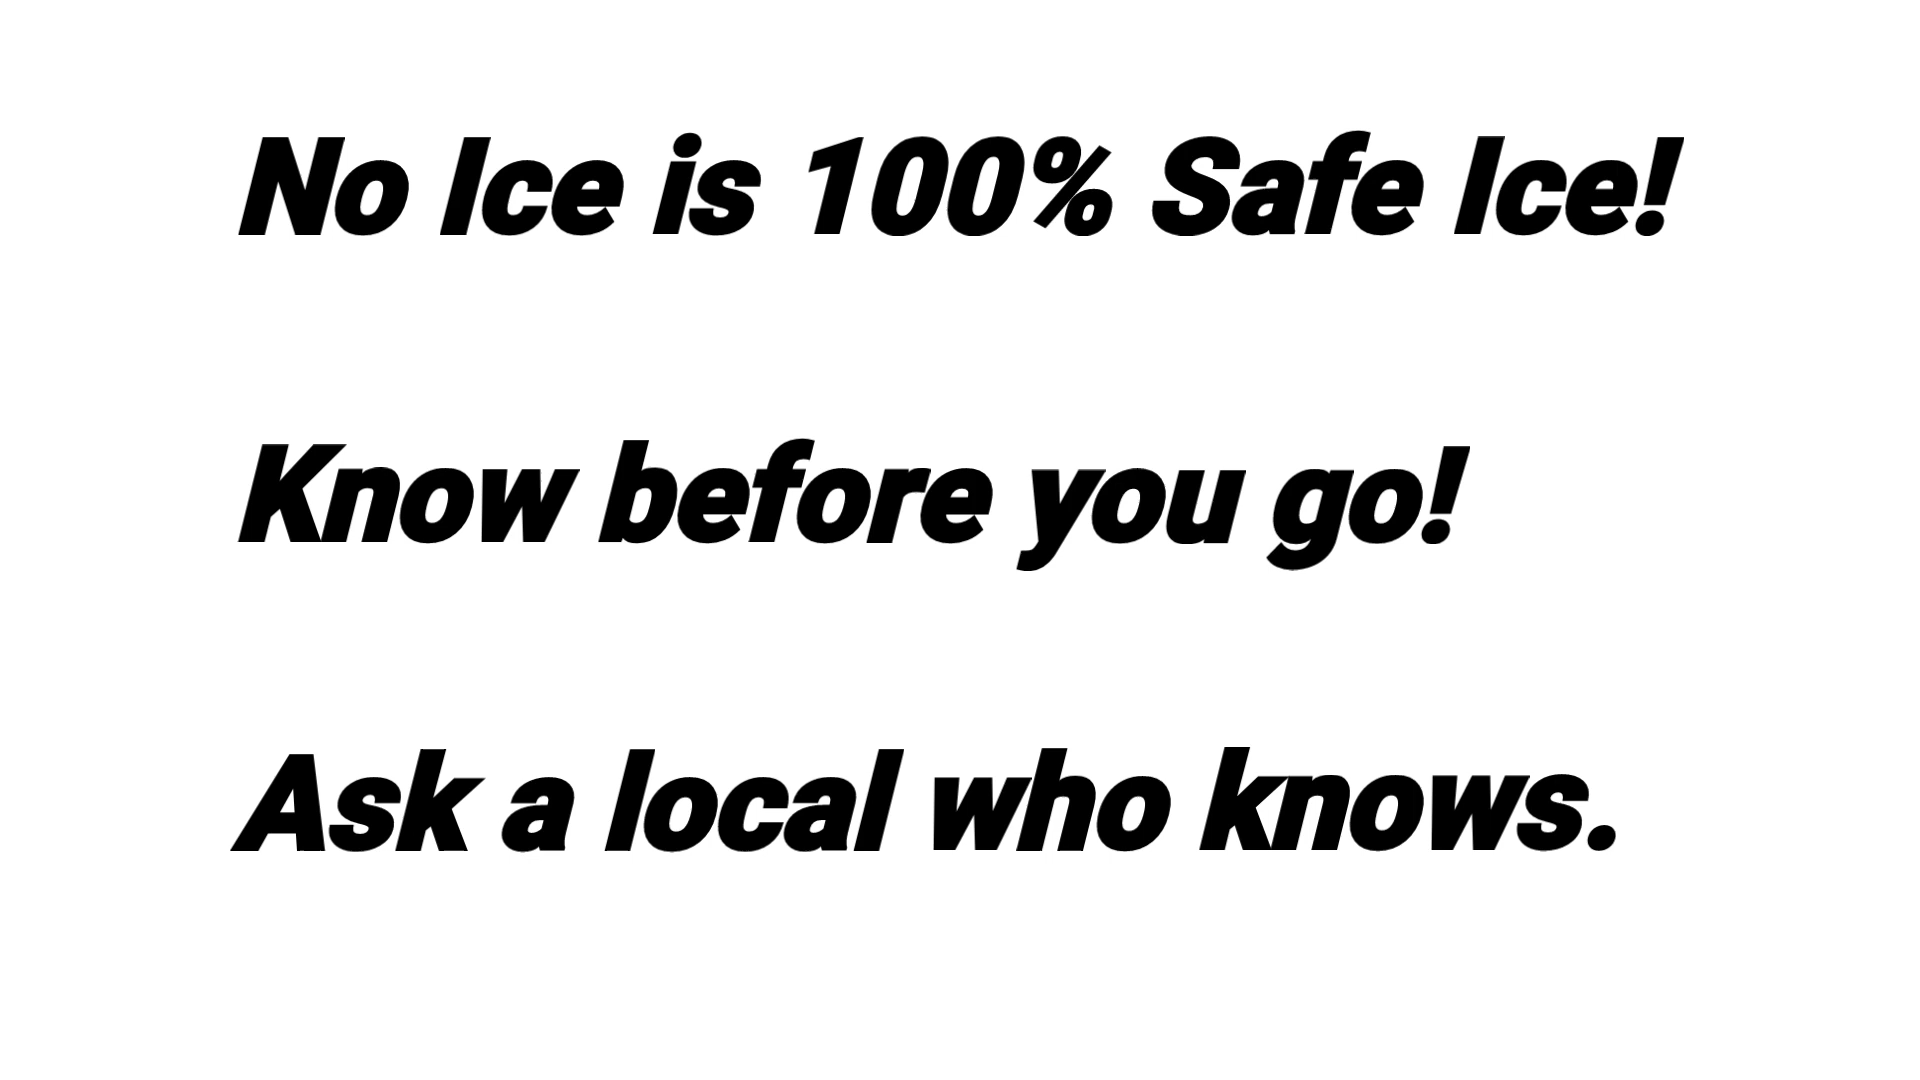 No Ice is 100% Safe Ice!
Know before you go!
Ask a local who knows.